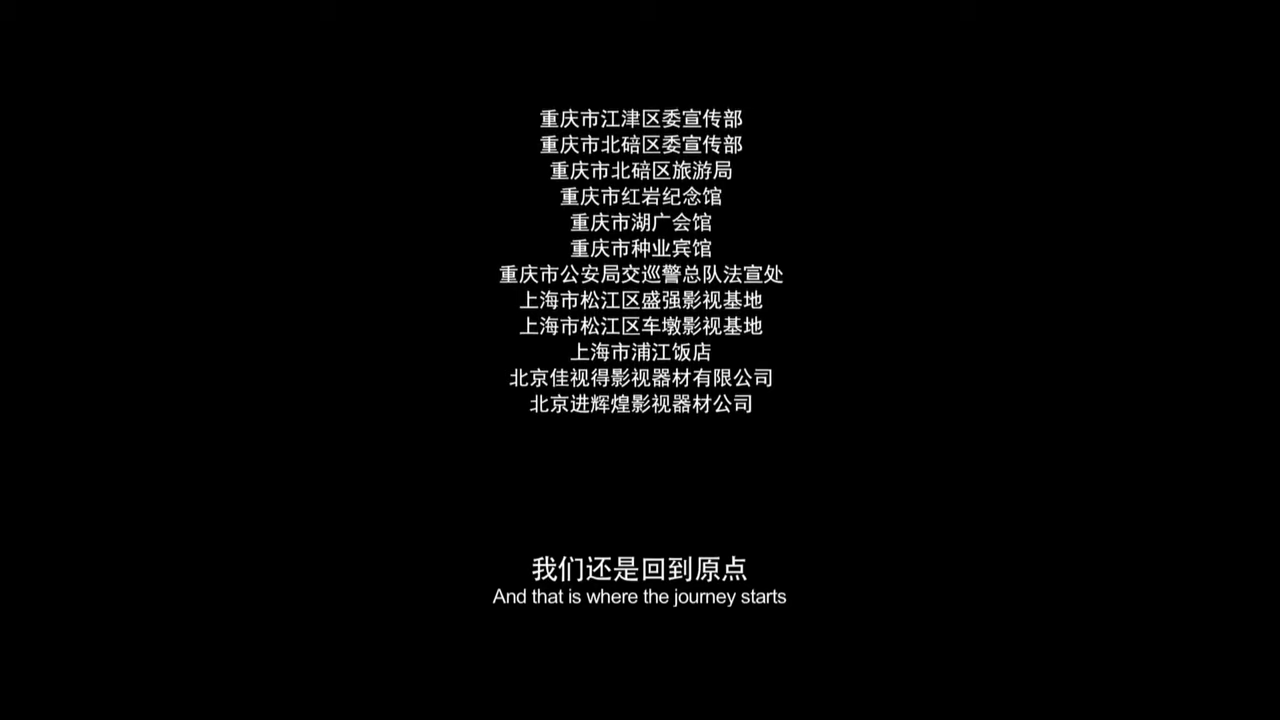 重庆市江津区委宣传部
重庆市北碚区委宣传部
重庆市北碚区旅游局
重庆市红岩纪念馆
重庆市湖广会馆
重庆市种业宾馆
重庆市公安局交巡警总队法宣处
上海市松江区盛强影视基地
上海市松江区车墩影视基地
上海市浦江饭店
北京佳视得影视器材有限公司
北京进辉煌影视器材公司
我们还是回到原点
And that is where the journey starts